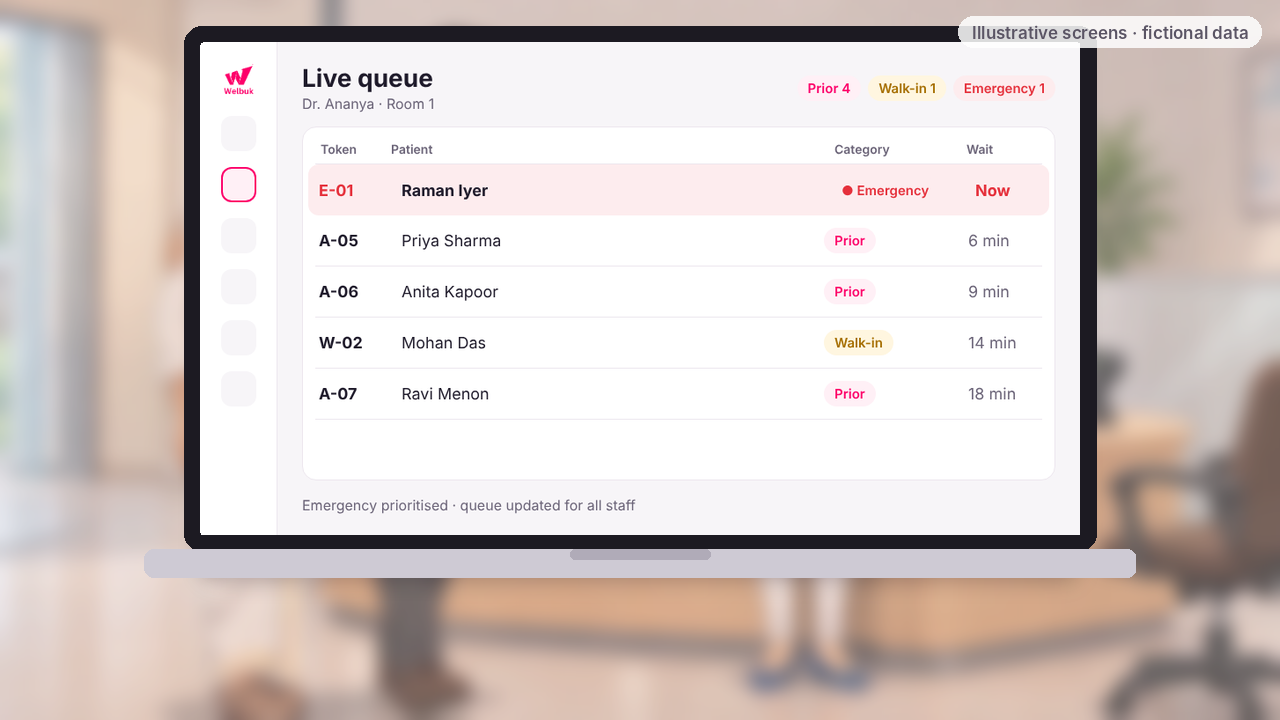 Illustrative screens · fictional data
Welbuk
Live queue
Dr. Ananya · Room 1
Prior 4 Walk-in 1 Emergency 1
Token Patient Category Wait
E-01 Raman Iyer Emergency Now
A-05 Priya Sharma Prior 6 min
A-06 Anita Kapoor Prior 9 min
W-02 Mohan Das Walk-in 14 min
A-07 Ravi Menon Prior 18 min
Emergency prioritised · queue updated for all staff